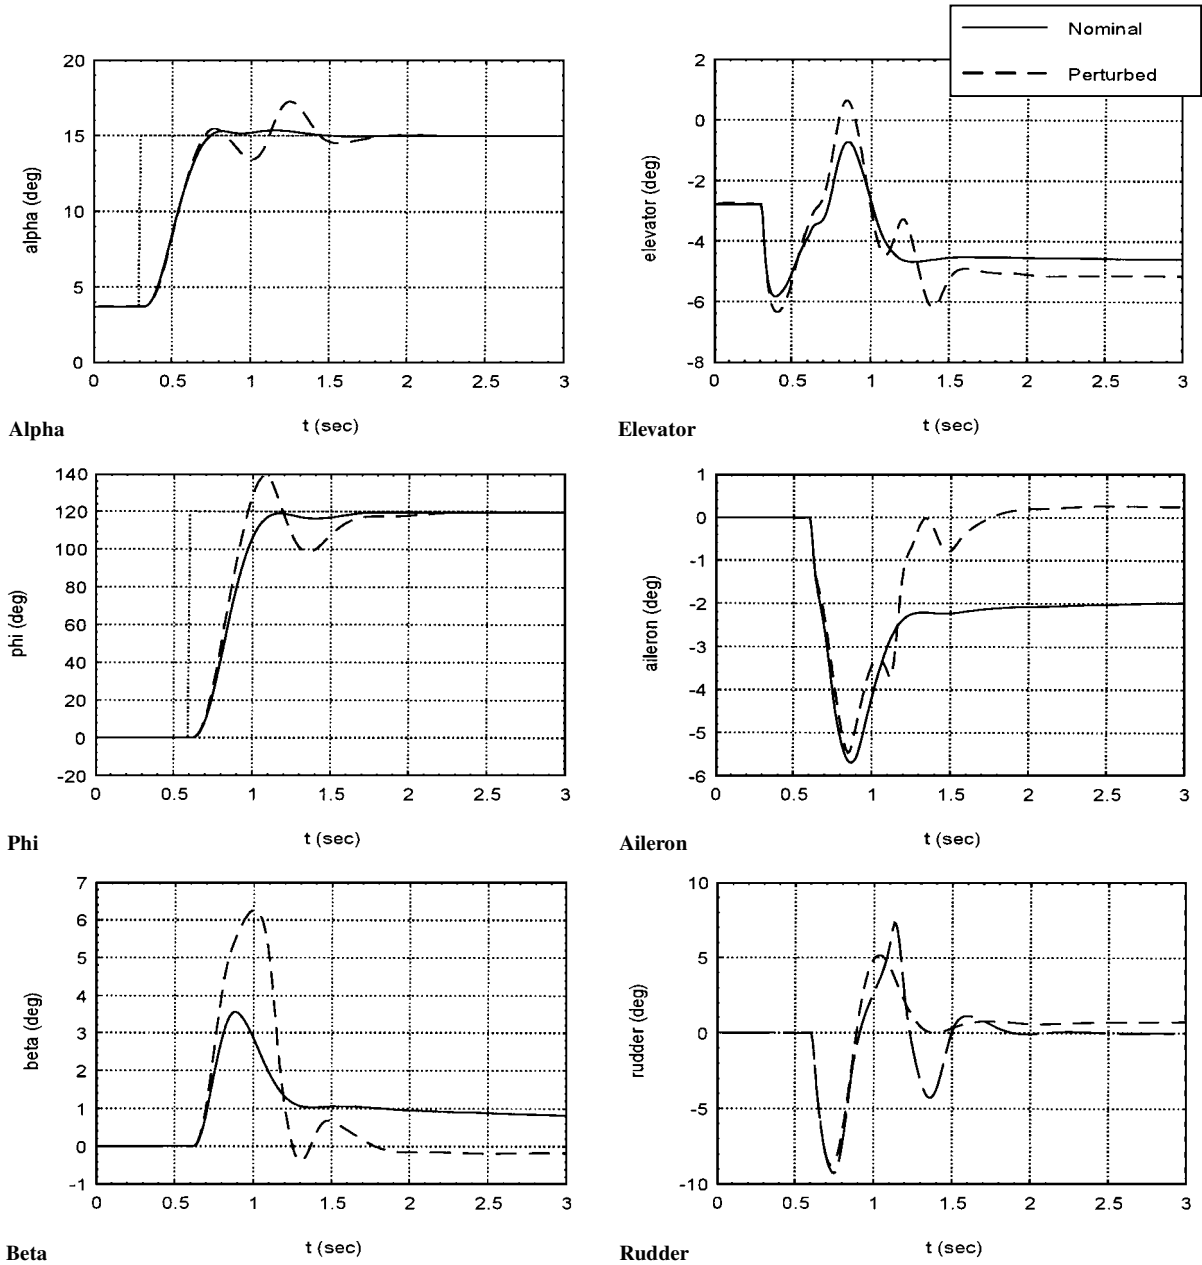 Nominal
Perturbed
20
15
10
5
0
alpha (deg)
0 0.5 1 1.5 2 2.5 3
t (sec)
Alpha
2
0
-2
-4
-6
-8
elevator (deg)
0 0.5 1 1.5 2 2.5 3
t (sec)
Elevator
140
120
100
80
60
40
20
0
-20
phi (deg)
0 0.5 1 1.5 2 2.5 3
t (sec)
Phi
1
0
-1
-2
-3
-4
-5
-6
aileron (deg)
0 0.5 1 1.5 2 2.5 3
t (sec)
Aileron
7
6
5
4
3
2
1
0
-1
beta (deg)
0 0.5 1 1.5 2 2.5 3
t (sec)
Beta
10
5
0
-5
-10
rudder (deg)
0 0.5 1 1.5 2 2.5 3
t (sec)
Rudder